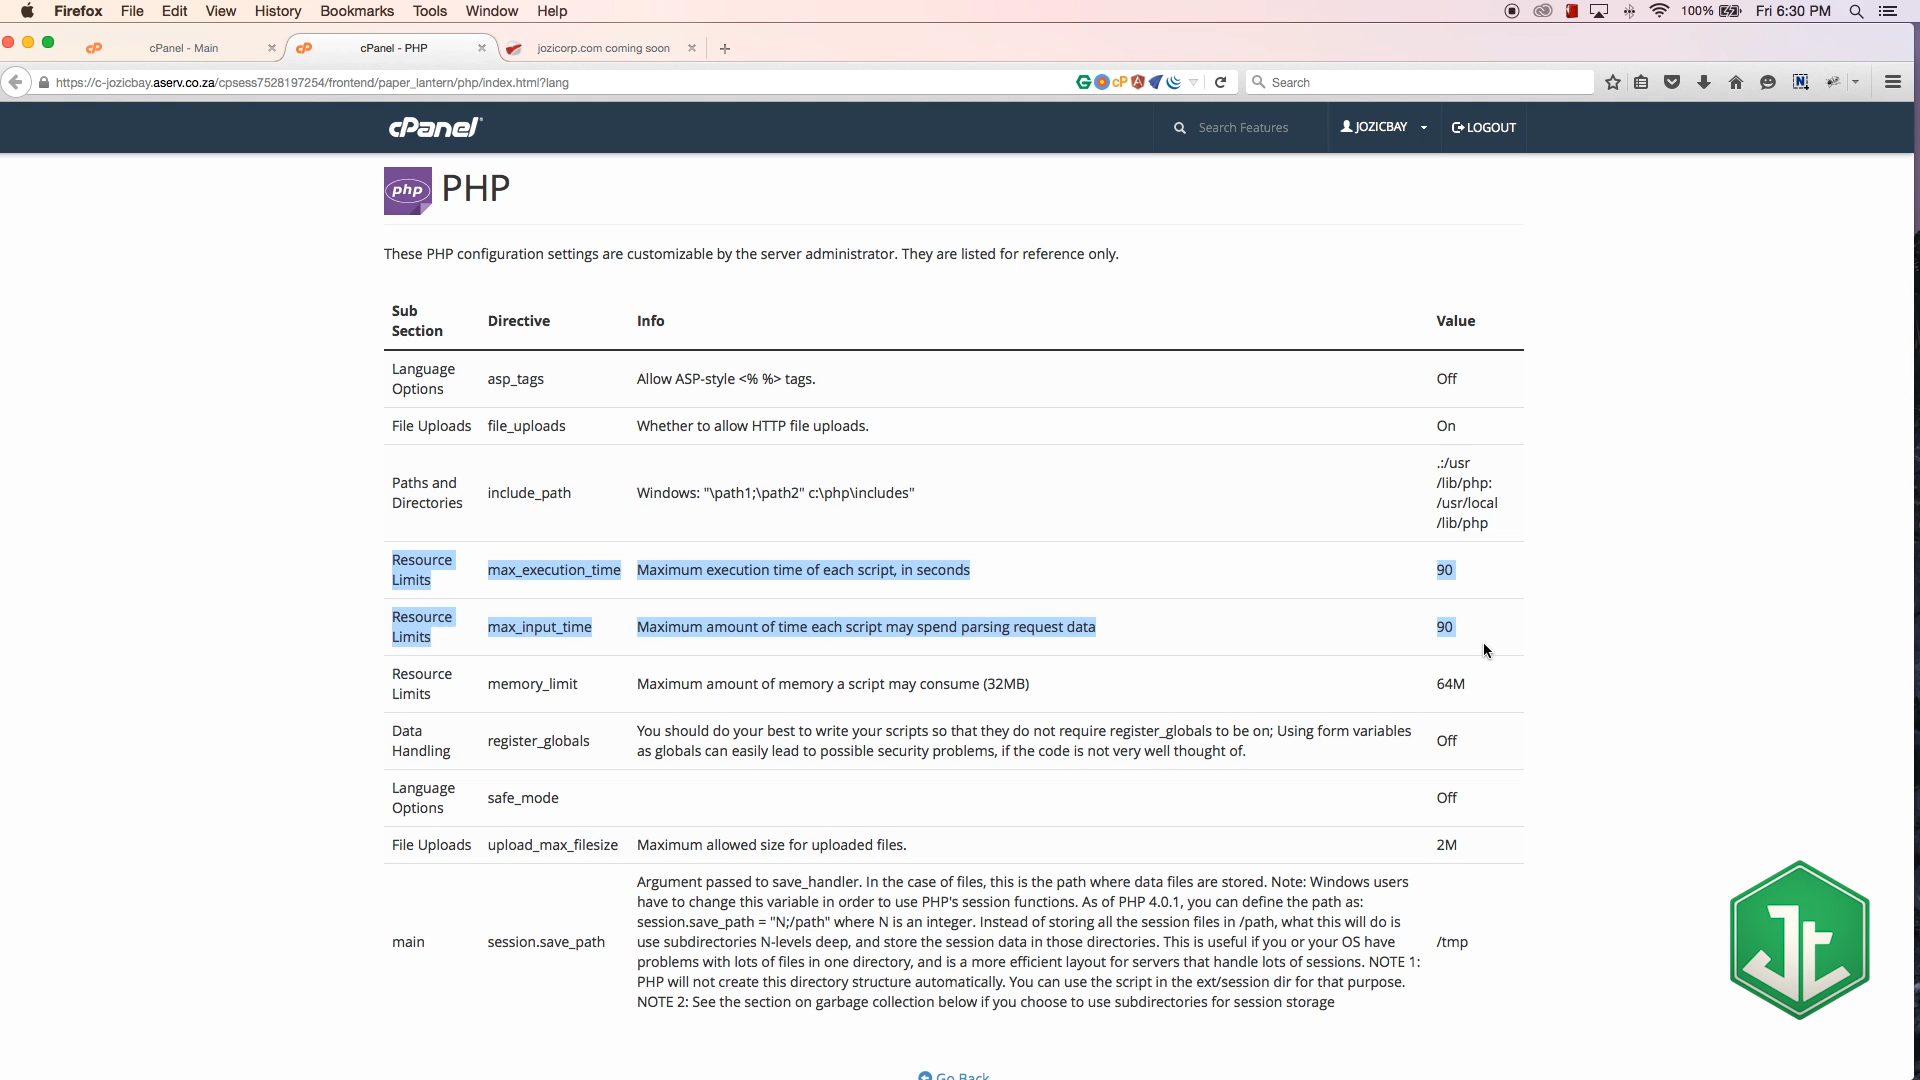 Firefox File Edit View History Bookmarks Tools Window Help 100% Fri 6:30 PM
cPanel - Main cPanel - PHP jozicorp.com coming soon
https://c-jozicbay.aserv.co.za/cpsess7528197254/frontend/paper_lantern/php/index.html?lang Search
cPanel Search Features JOZICBAY LOGOUT
php PHP
These PHP configuration settings are customizable by the server administrator. They are listed for reference only.
Sub
Section
Directive
Info
Value
Language
Options
asp_tags
Allow ASP-style <% %> tags.
Off
File Uploads
file_uploads
Whether to allow HTTP file uploads.
On
Paths and
Directories
include_path
Windows: "\path1;\path2" c:\php\includes"
.:/usr
/lib/php:
/usr/local
/lib/php
Resource
Limits
max_execution_time
Maximum execution time of each script, in seconds
90
Resource
Limits
max_input_time
Maximum amount of time each script may spend parsing request data
90
Resource
Limits
memory_limit
Maximum amount of memory a script may consume (32MB)
64M
Data
Handling
register_globals
You should do your best to write your scripts so that they do not require register_globals to be on; Using form variables
as globals can easily lead to possible security problems, if the code is not very well thought of.
Off
Language
Options
safe_mode
Off
File Uploads
upload_max_filesize
Maximum allowed size for uploaded files.
2M
main
session.save_path
Argument passed to save_handler. In the case of files, this is the path where data files are stored. Note: Windows users
have to change this variable in order to use PHP's session functions. As of PHP 4.0.1, you can define the path as:
session.save_path = "N;/path" where N is an integer. Instead of storing all the session files in /path, what this will do is
use subdirectories N-levels deep, and store the session data in those directories. This is useful if you or your OS have
problems with lots of files in one directory, and is a more efficient layout for servers that handle lots of sessions. NOTE 1:
PHP will not create this directory structure automatically. You can use the script in the ext/session dir for that purpose.
NOTE 2: See the section on garbage collection below if you choose to use subdirectories for session storage
/tmp
Go Back